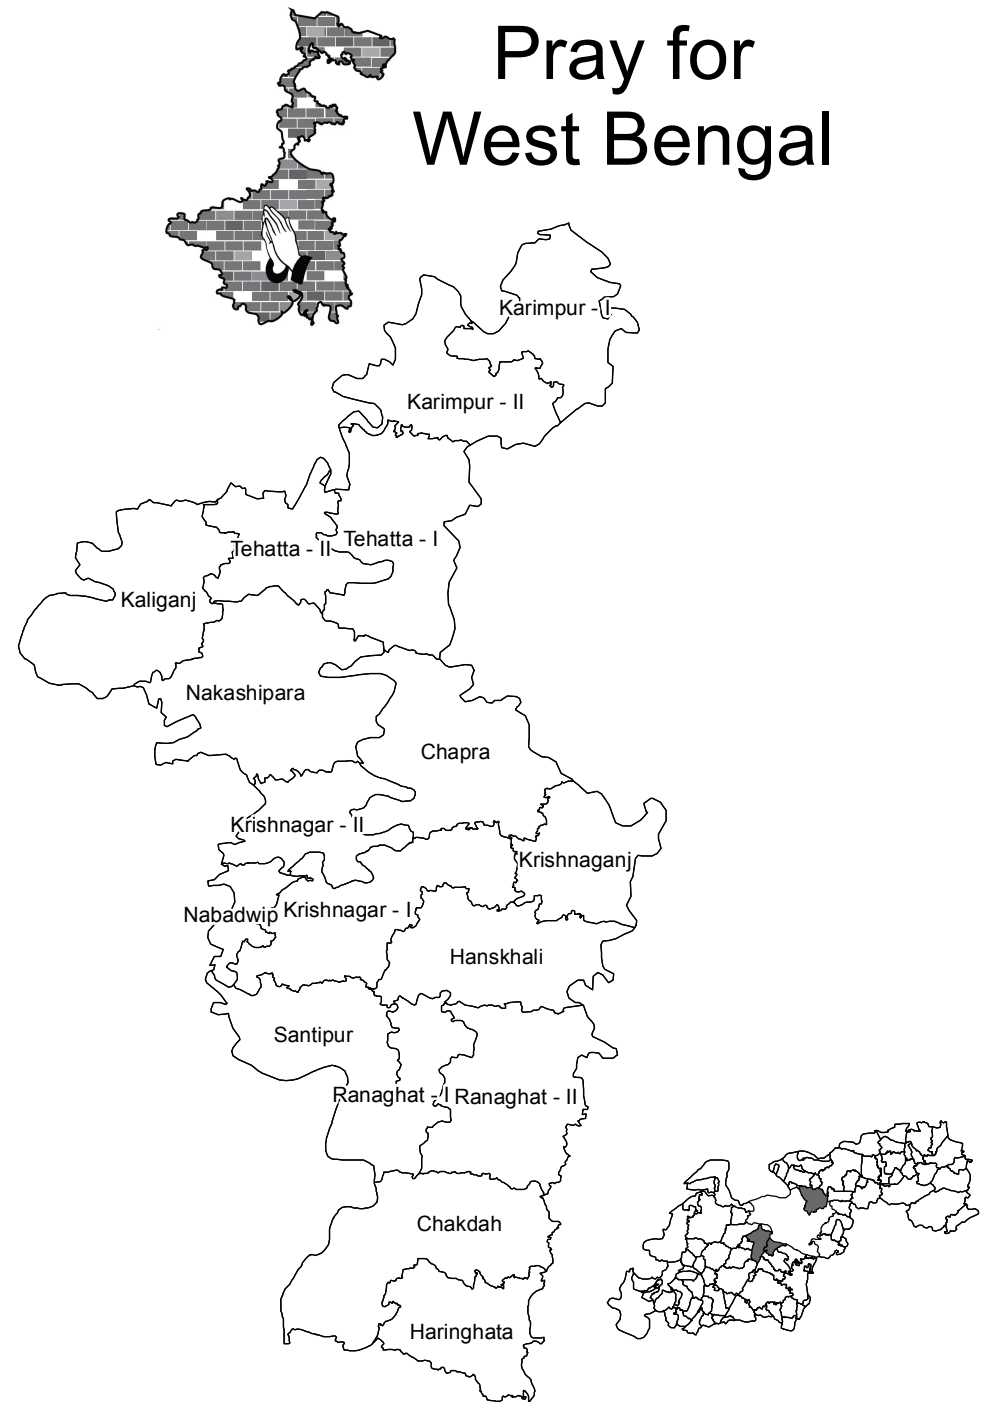 Pray for
West Bengal
Karimpur - I
Karimpur - II
Tehatta - I
Tehatta - II
Kaliganj
Nakashipara
Chapra
Krishnagar - II
Krishnaganj
Nabadwip
Krishnagar - I
Hanskhali
Santipur
Ranaghat - I
Ranaghat - II
Chakdah
Haringhata